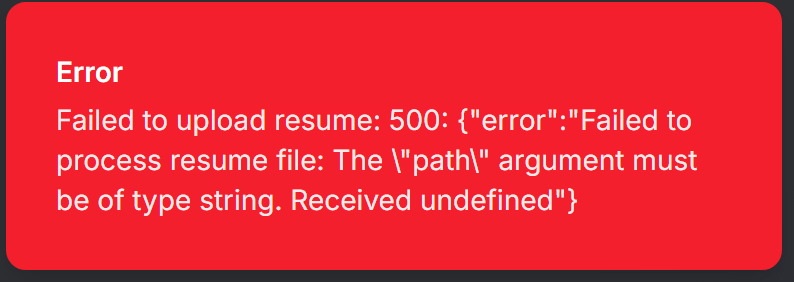 Error
Failed to upload resume: 500: {"error":"Failed to
process resume file: The \"path\" argument must
be of type string. Received undefined"}